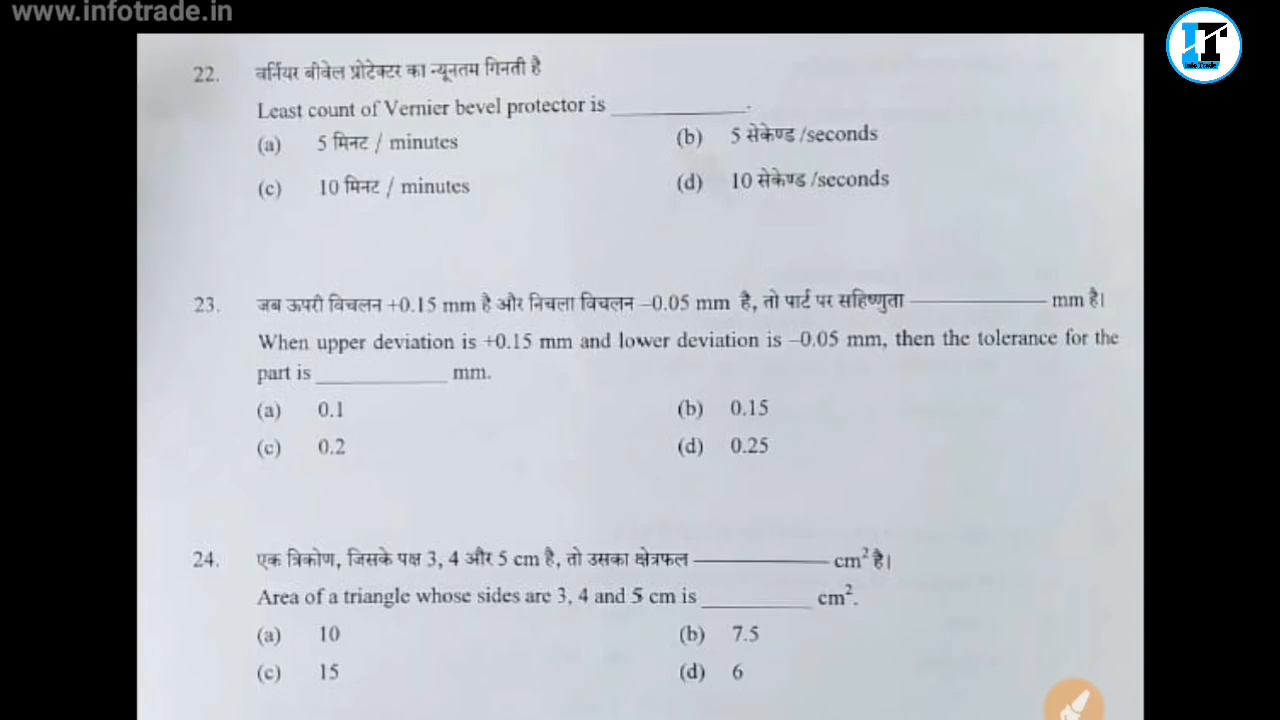 www.infotrade.in
IT
Info Trade
22. वर्नियर बीवेल प्रोटेक्टर का न्यूनतम गिनती है
Least count of Vernier bevel protector is ____________.
(a) 5 मिनट / minutes (b) 5 सेकेण्ड /seconds
(c) 10 मिनट / minutes (d) 10 सेकेण्ड /seconds
23. जब ऊपरी विचलन +0.15 mm है और निचला विचलन –0.05 mm है, तो पार्ट पर सहिष्णुता ____________ mm है।
When upper deviation is +0.15 mm and lower deviation is –0.05 mm, then the tolerance for the
part is ____________ mm.
(a) 0.1 (b) 0.15
(c) 0.2 (d) 0.25
24. एक त्रिकोण, जिसके पक्ष 3, 4 और 5 cm है, तो उसका क्षेत्रफल ____________ cm² है।
Area of a triangle whose sides are 3, 4 and 5 cm is __________ cm².
(a) 10 (b) 7.5
(c) 15 (d) 6